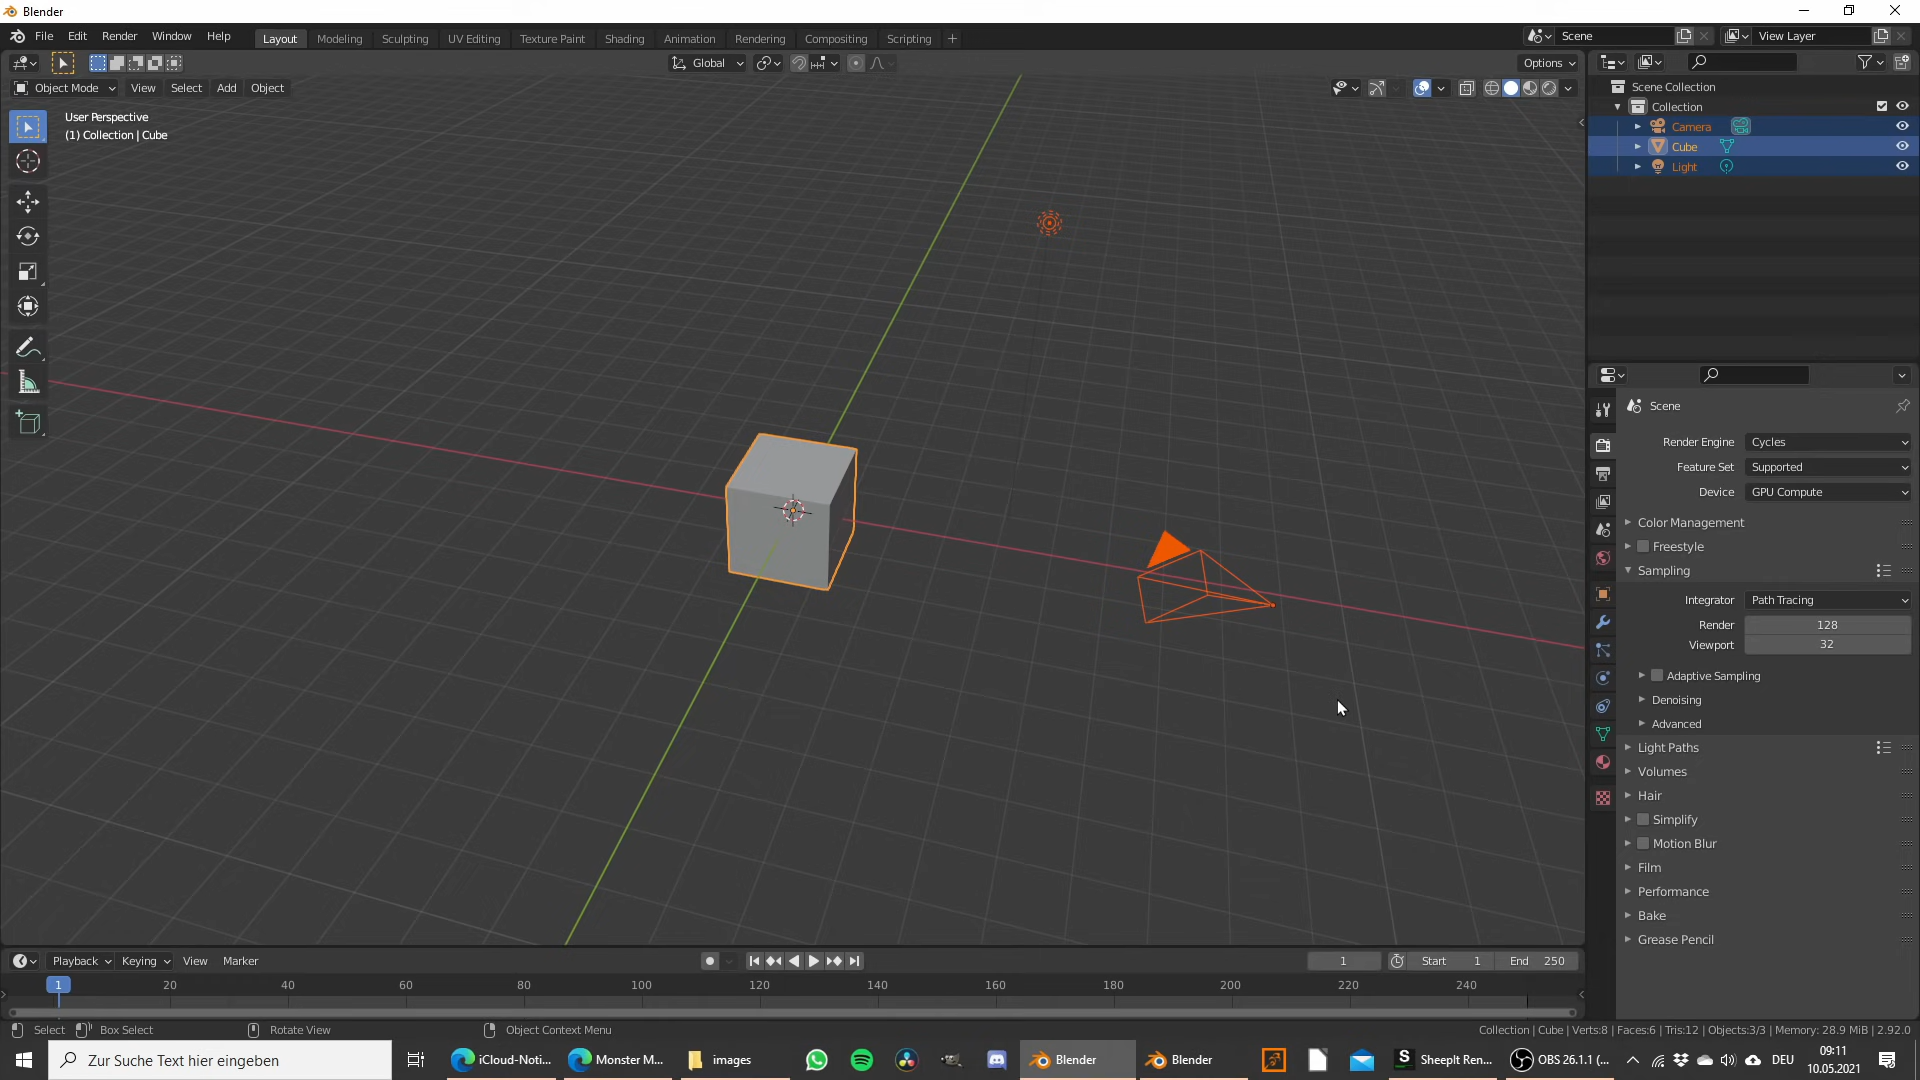 Blender
File Edit Render Window Help Layout Modeling Sculpting UV Editing Texture Paint Shading Animation Rendering Compositing Scripting + Scene View Layer
Global Options
Object Mode View Select Add Object
User Perspective
(1) Collection | Cube
Scene Collection
Collection
Camera
Cube
Light
Scene
Render Engine Cycles
Feature Set Supported
Device GPU Compute
Color Management
Freestyle
Sampling
Integrator Path Tracing
Render 128
Viewport 32
Adaptive Sampling
Denoising
Advanced
Light Paths
Volumes
Hair
Simplify
Motion Blur
Film
Performance
Bake
Grease Pencil
Playback Keying View Marker 1 Start 1 End 250
1 20 40 60 80 100 120 140 160 180 200 220 240
Select Box Select Rotate View Object Context Menu Collection | Cube | Verts:8 | Faces:6 | Tris:12 | Objects:3/3 | Memory: 28.9 MiB | 2.92.0
Zur Suche Text hier eingeben iCloud-Noti... Monster M... images Blender Blender SheepIt Ren... OBS 26.1.1 (... DEU 09:11
10.05.2021